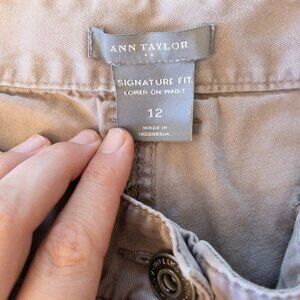 ANN TAYLOR
SIGNATURE FIT
LOWER-ON-WAIST
12
MADE IN
INDONESIA